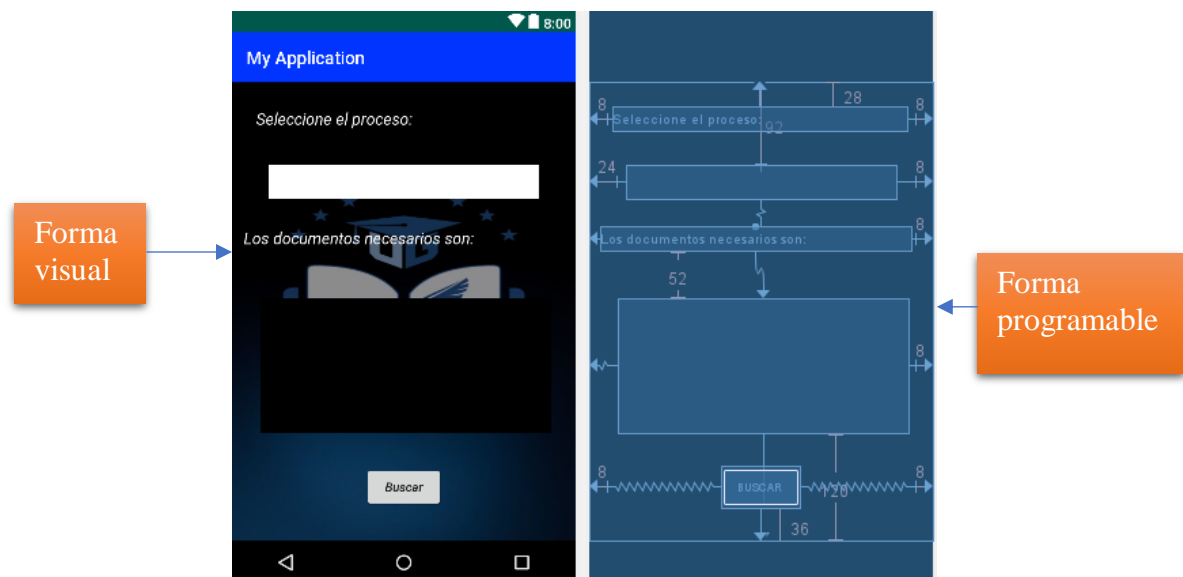 8:00
My Application
Seleccione el proceso:
Los documentos necesarios son:
UG
Buscar
Forma
visual
28
8
8
Seleccione el proceso:
92
24
8
8
Los documentos necesarios son:
52
8
8
8
BUSCAR
120
36
Forma
programable